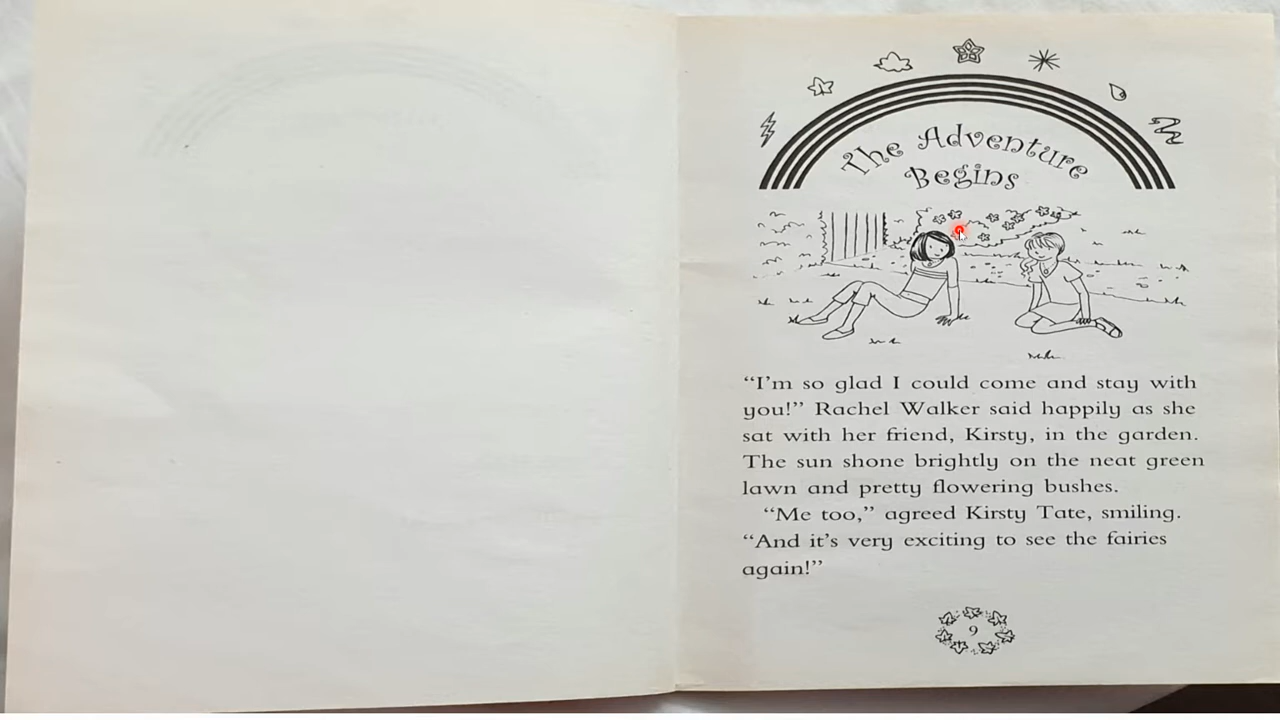 The Adventure
Begins
“I'm so glad I could come and stay with
you!” Rachel Walker said happily as she
sat with her friend, Kirsty, in the garden.
The sun shone brightly on the neat green
lawn and pretty flowering bushes.
“Me too,” agreed Kirsty Tate, smiling.
“And it's very exciting to see the fairies
again!”
9